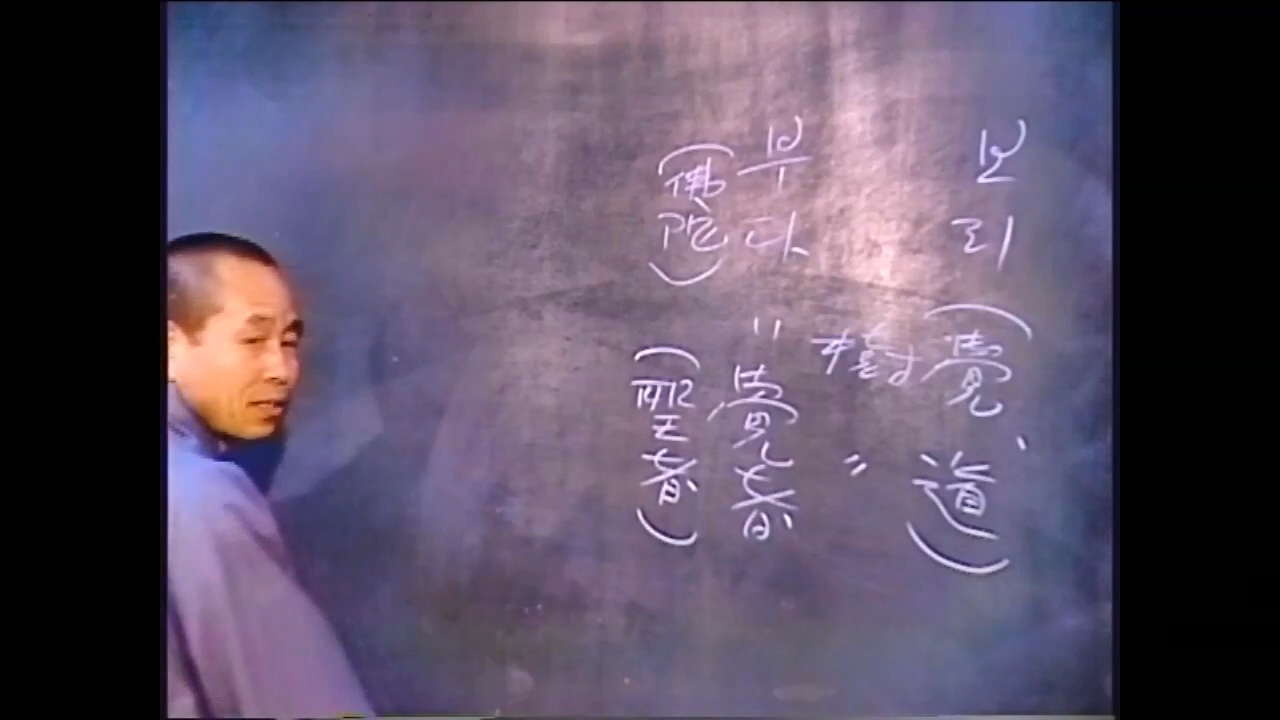 보리
(覺、道)
樹
〃
부다
〃
覺者
(佛陀)
(聖者)